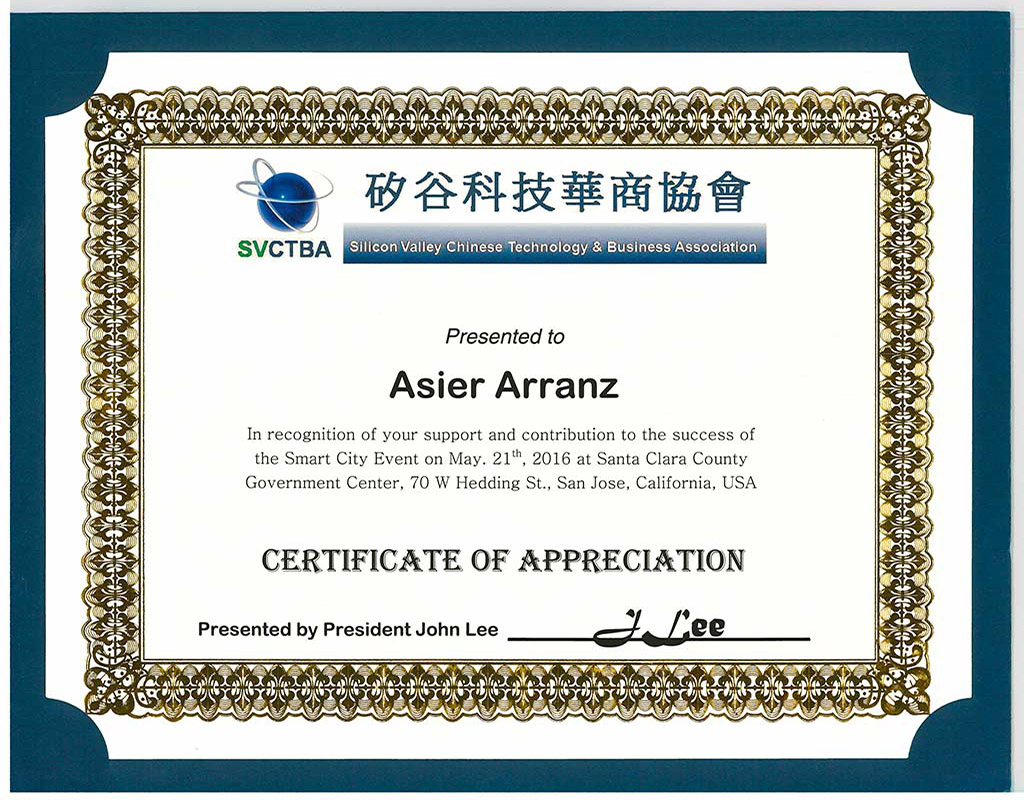 矽谷科技華商協會
SVCTBA
Silicon Valley Chinese Technology & Business Association
Presented to
Asier Arranz
In recognition of your support and contribution to the success of
the Smart City Event on May. 21th, 2016 at Santa Clara County
Government Center, 70 W Hedding St., San Jose, California, USA
CERTIFICATE OF APPRECIATION
Presented by President John Lee J Lee